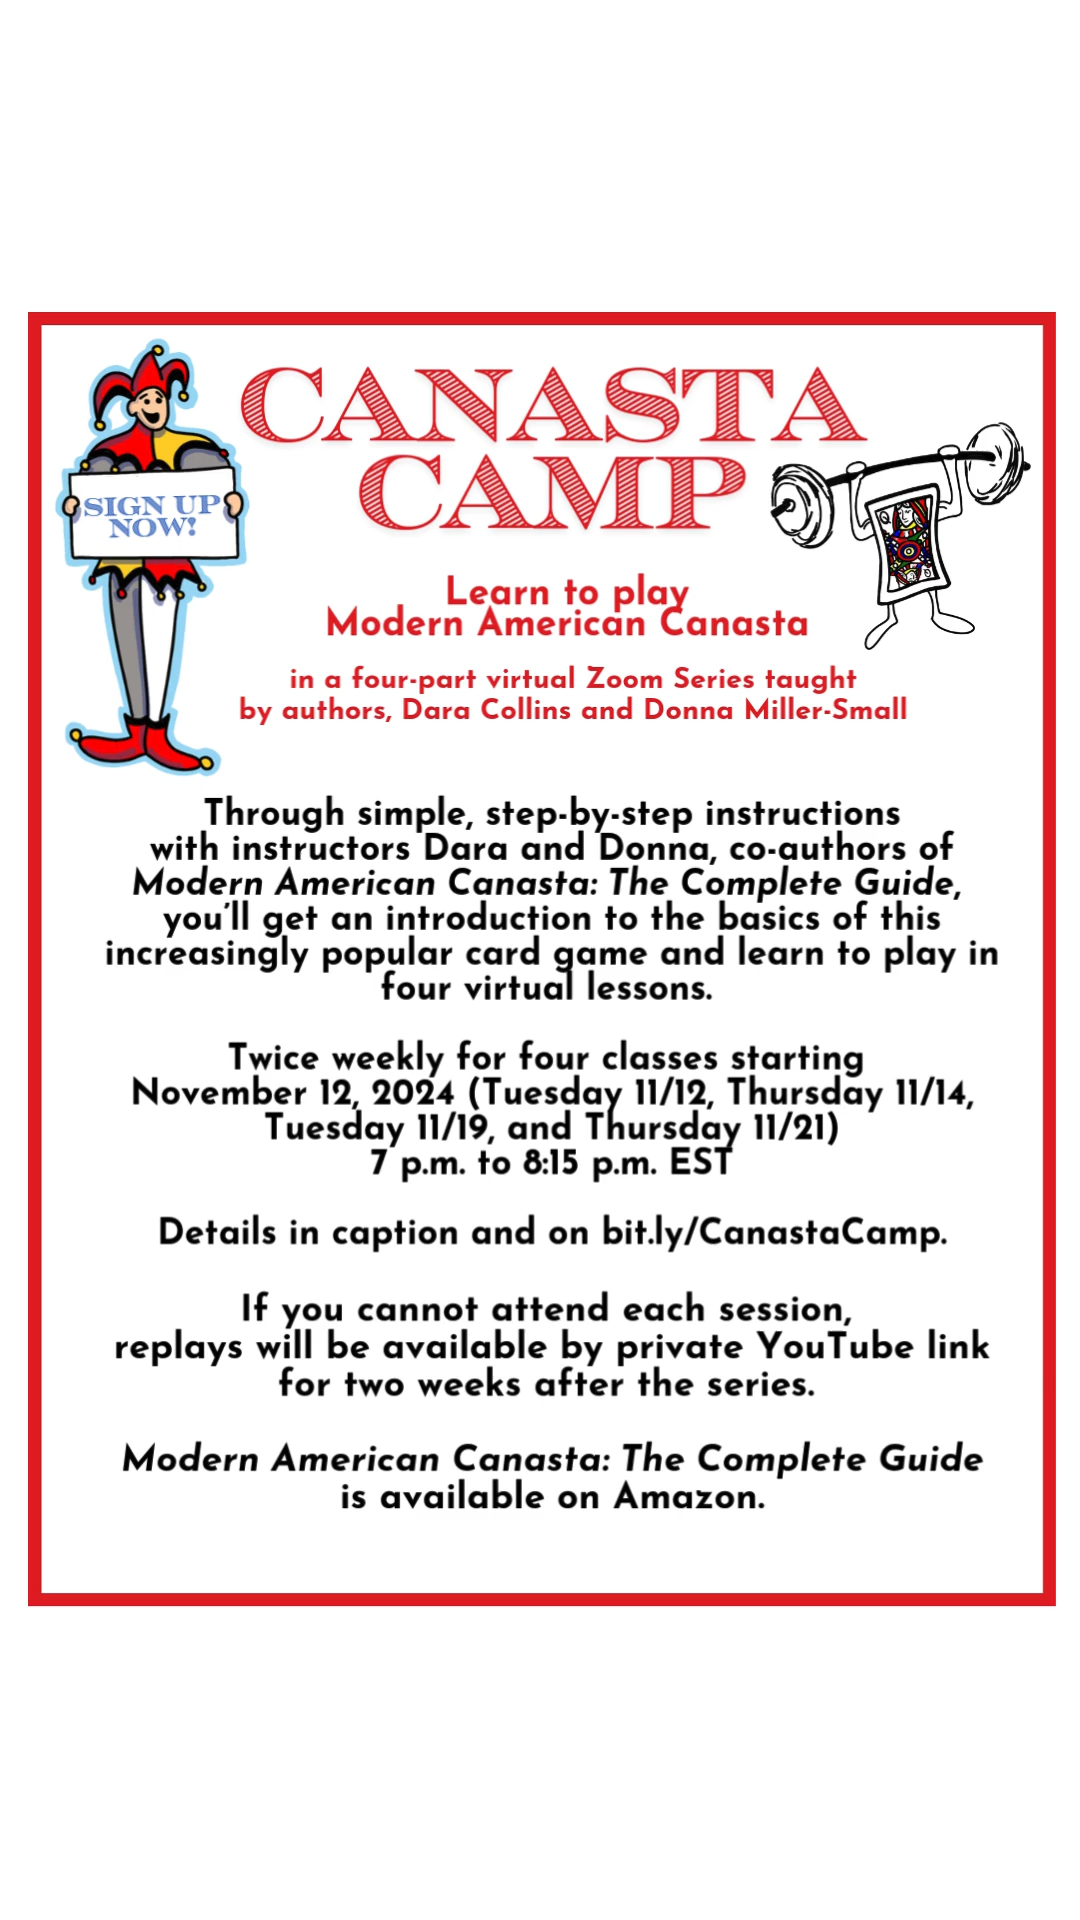 CANASTA
CAMP
SIGN UP
NOW!
Learn to play
Modern American Canasta
in a four-part virtual Zoom Series taught
by authors, Dara Collins and Donna Miller-Small
Through simple, step-by-step instructions
with instructors Dara and Donna, co-authors of
Modern American Canasta: The Complete Guide,
you'll get an introduction to the basics of this
increasingly popular card game and learn to play in
four virtual lessons.
Twice weekly for four classes starting
November 12, 2024 (Tuesday 11/12, Thursday 11/14,
Tuesday 11/19, and Thursday 11/21)
7 p.m. to 8:15 p.m. EST
Details in caption and on bit.ly/CanastaCamp.
If you cannot attend each session,
replays will be available by private YouTube link
for two weeks after the series.
Modern American Canasta: The Complete Guide
is available on Amazon.